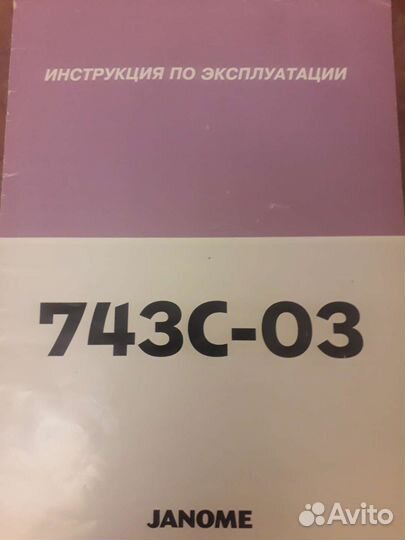 ИНСТРУКЦИЯ ПО ЭКСПЛУАТАЦИИ
743С-03
JANOME
Avito